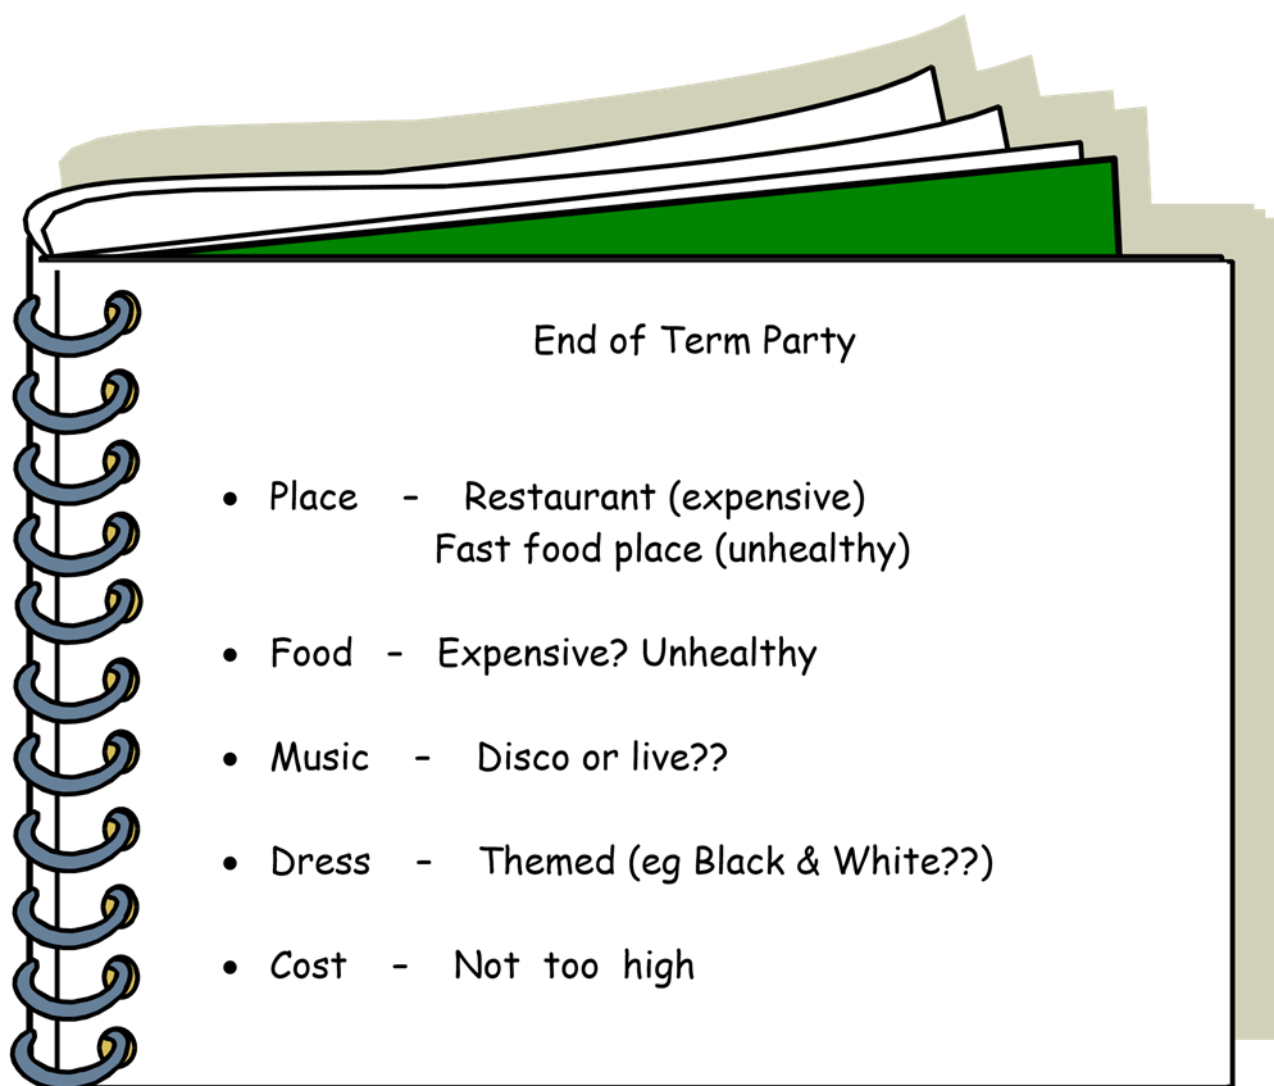 End of Term Party
• Place - Restaurant (expensive)
Fast food place (unhealthy)
• Food - Expensive? Unhealthy
• Music - Disco or live??
• Dress - Themed (eg Black & White??)
• Cost - Not too high